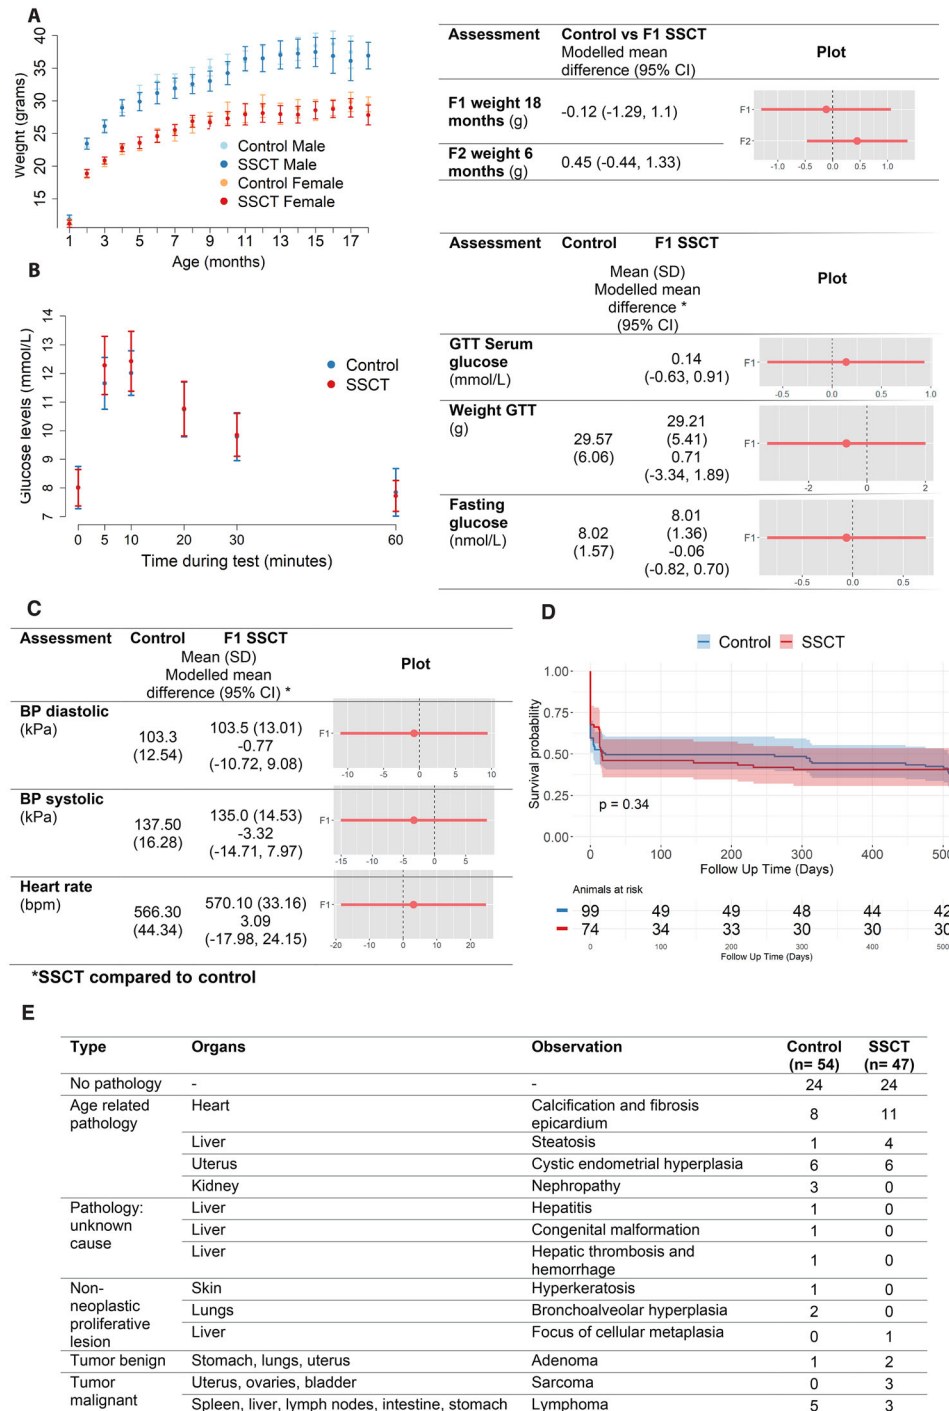 A
40
35
30
25
20
15
Weight (grams)
Control Male
SSCT Male
Control Female
SSCT Female
1 3 5 7 9 11 13 15 17
Age (months)
Assessment Control vs F1 SSCT
Modelled mean
difference (95% CI)
Plot
F1 weight 18
months (g)
-0.12 (-1.29, 1.1)
F1
F2 weight 6
months (g)
0.45 (-0.44, 1.33)
F2
-1.0 -0.5 0.0 0.5 1.0
B
14
13
12
11
10
9
8
7
Glucose levels (mmol/L)
Control
SSCT
0 5 10 20 30 60
Time during test (minutes)
Assessment Control F1 SSCT
Mean (SD)
Modelled mean
difference *
(95% CI)
Plot
GTT Serum
glucose
(mmol/L)
0.14
(-0.63, 0.91)
F1
-0.5 0.0 0.5 1.0
Weight GTT
(g)
29.57
(6.06)
29.21
(5.41)
0.71
(-3.34, 1.89)
F1
-2 0 2
Fasting
glucose
(nmol/L)
8.02
(1.57)
8.01
(1.36)
-0.06
(-0.82, 0.70)
F1
-0.5 0.0 0.5
C
Assessment Control F1 SSCT
Mean (SD)
Modelled mean
difference (95% CI) *
Plot
BP diastolic
(kPa)
103.3
(12.54)
103.5 (13.01)
-0.77
(-10.72, 9.08)
F1
-10 -5 0 5 10
BP systolic
(kPa)
137.50
(16.28)
135.0 (14.53)
-3.32
(-14.71, 7.97)
F1
-15 -10 -5 0 5
Heart rate
(bpm)
566.30
(44.34)
570.10 (33.16)
3.09
(-17.98, 24.15)
F1
-20 -10 0 10 20
*SSCT compared to control
D
Control SSCT
1.00
0.75
0.50
0.25
0.00
Survival probability
p = 0.34
0 100 200 300 400 500
Follow Up Time (Days)
Animals at risk
99 49 49 48 44 42
74 34 33 30 30 30
0 100 200 300 400 500
Follow Up Time (Days)
E
Type Organs Observation Control (n= 54) SSCT (n= 47)
No pathology - - 24 24
Age related pathology Heart Calcification and fibrosis epicardium 8 11
Liver Steatosis 1 4
Uterus Cystic endometrial hyperplasia 6 6
Kidney Nephropathy 3 0
Pathology: unknown cause Liver Hepatitis 1 0
Liver Congenital malformation 1 0
Liver Hepatic thrombosis and hemorrhage 1 0
Non-neoplastic proliferative lesion Skin Hyperkeratosis 1 0
Lungs Bronchoalveolar hyperplasia 2 0
Liver Focus of cellular metaplasia 0 1
Tumor benign Stomach, lungs, uterus Adenoma 1 2
Tumor malignant Uterus, ovaries, bladder Sarcoma 0 3
Spleen, liver, lymph nodes, intestine, stomach Lymphoma 5 3